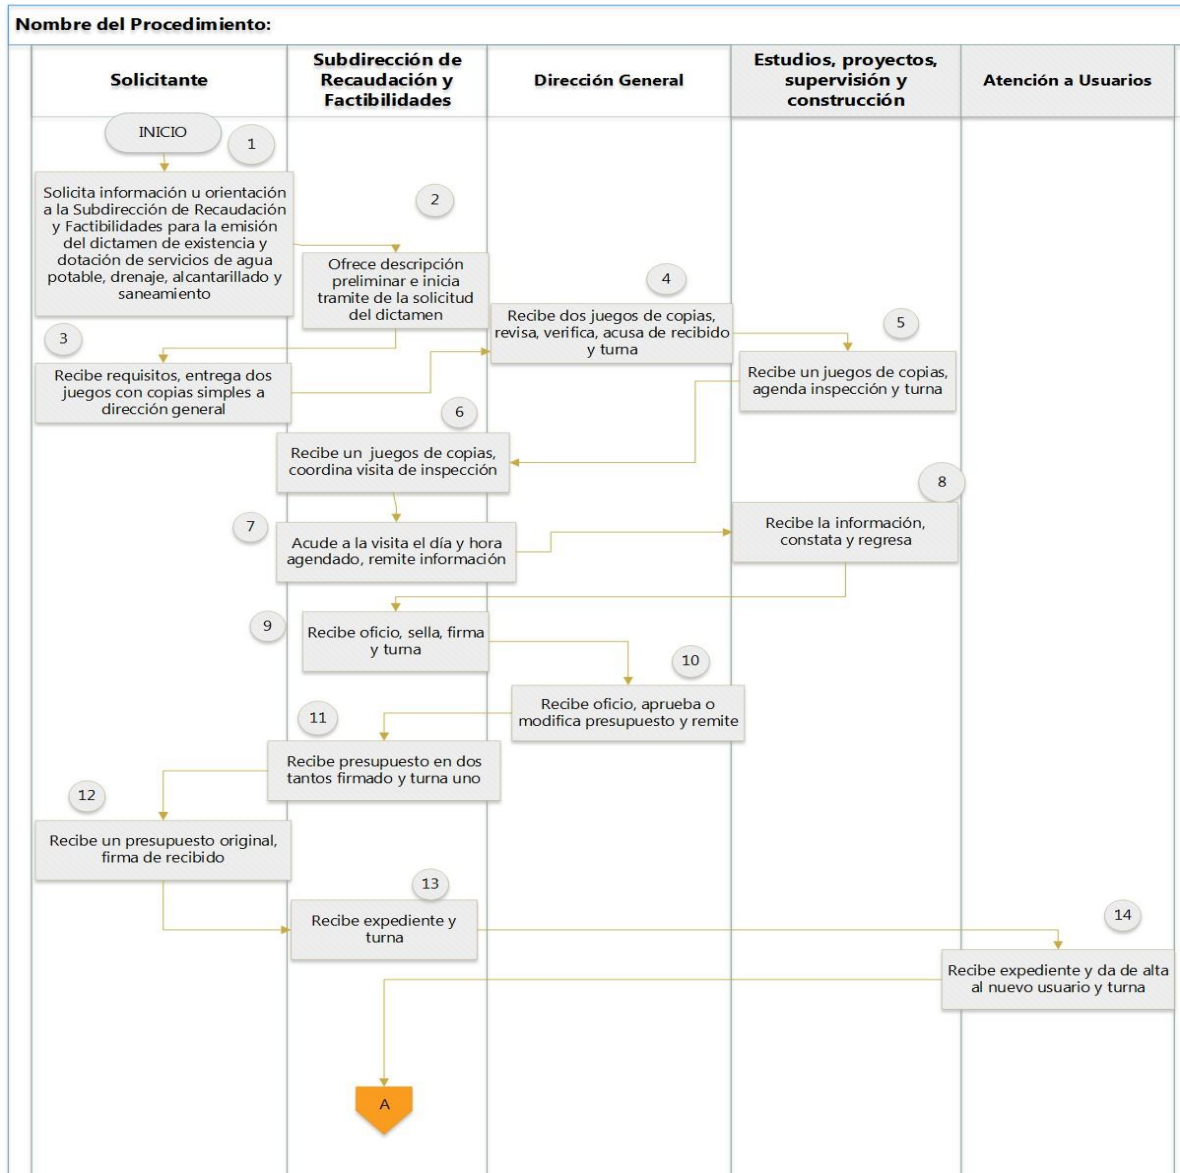 Nombre del Procedimiento:
Solicitante
Subdirección de
Recaudación y
Factibilidades
Dirección General
Estudios, proyectos,
supervisión y
construcción
Atención a Usuarios
INICIO
1
Solicita información u orientación
a la Subdirección de Recaudación
y Factibilidades para la emisión
del dictamen de existencia y
dotación de servicios de agua
potable, drenaje, alcantarillado y
saneamiento
2
Ofrece descripción
preliminar e inicia
tramite de la solicitud
del dictamen
3
Recibe requisitos, entrega dos
juegos con copias simples a
dirección general
4
Recibe dos juegos de copias,
revisa, verifica, acusa de recibido
y turna
5
Recibe un juegos de copias,
agenda inspección y turna
6
Recibe un juegos de copias,
coordina visita de inspección
7
Acude a la visita el día y hora
agendado, remite información
8
Recibe la información,
constata y regresa
9
Recibe oficio, sella, firma
y turna
10
Recibe oficio, aprueba o
modifica presupuesto y remite
11
Recibe presupuesto en dos
tantos firmado y turna uno
12
Recibe un presupuesto original,
firma de recibido
13
Recibe expediente y
turna
14
Recibe expediente y da de alta
al nuevo usuario y turna
A